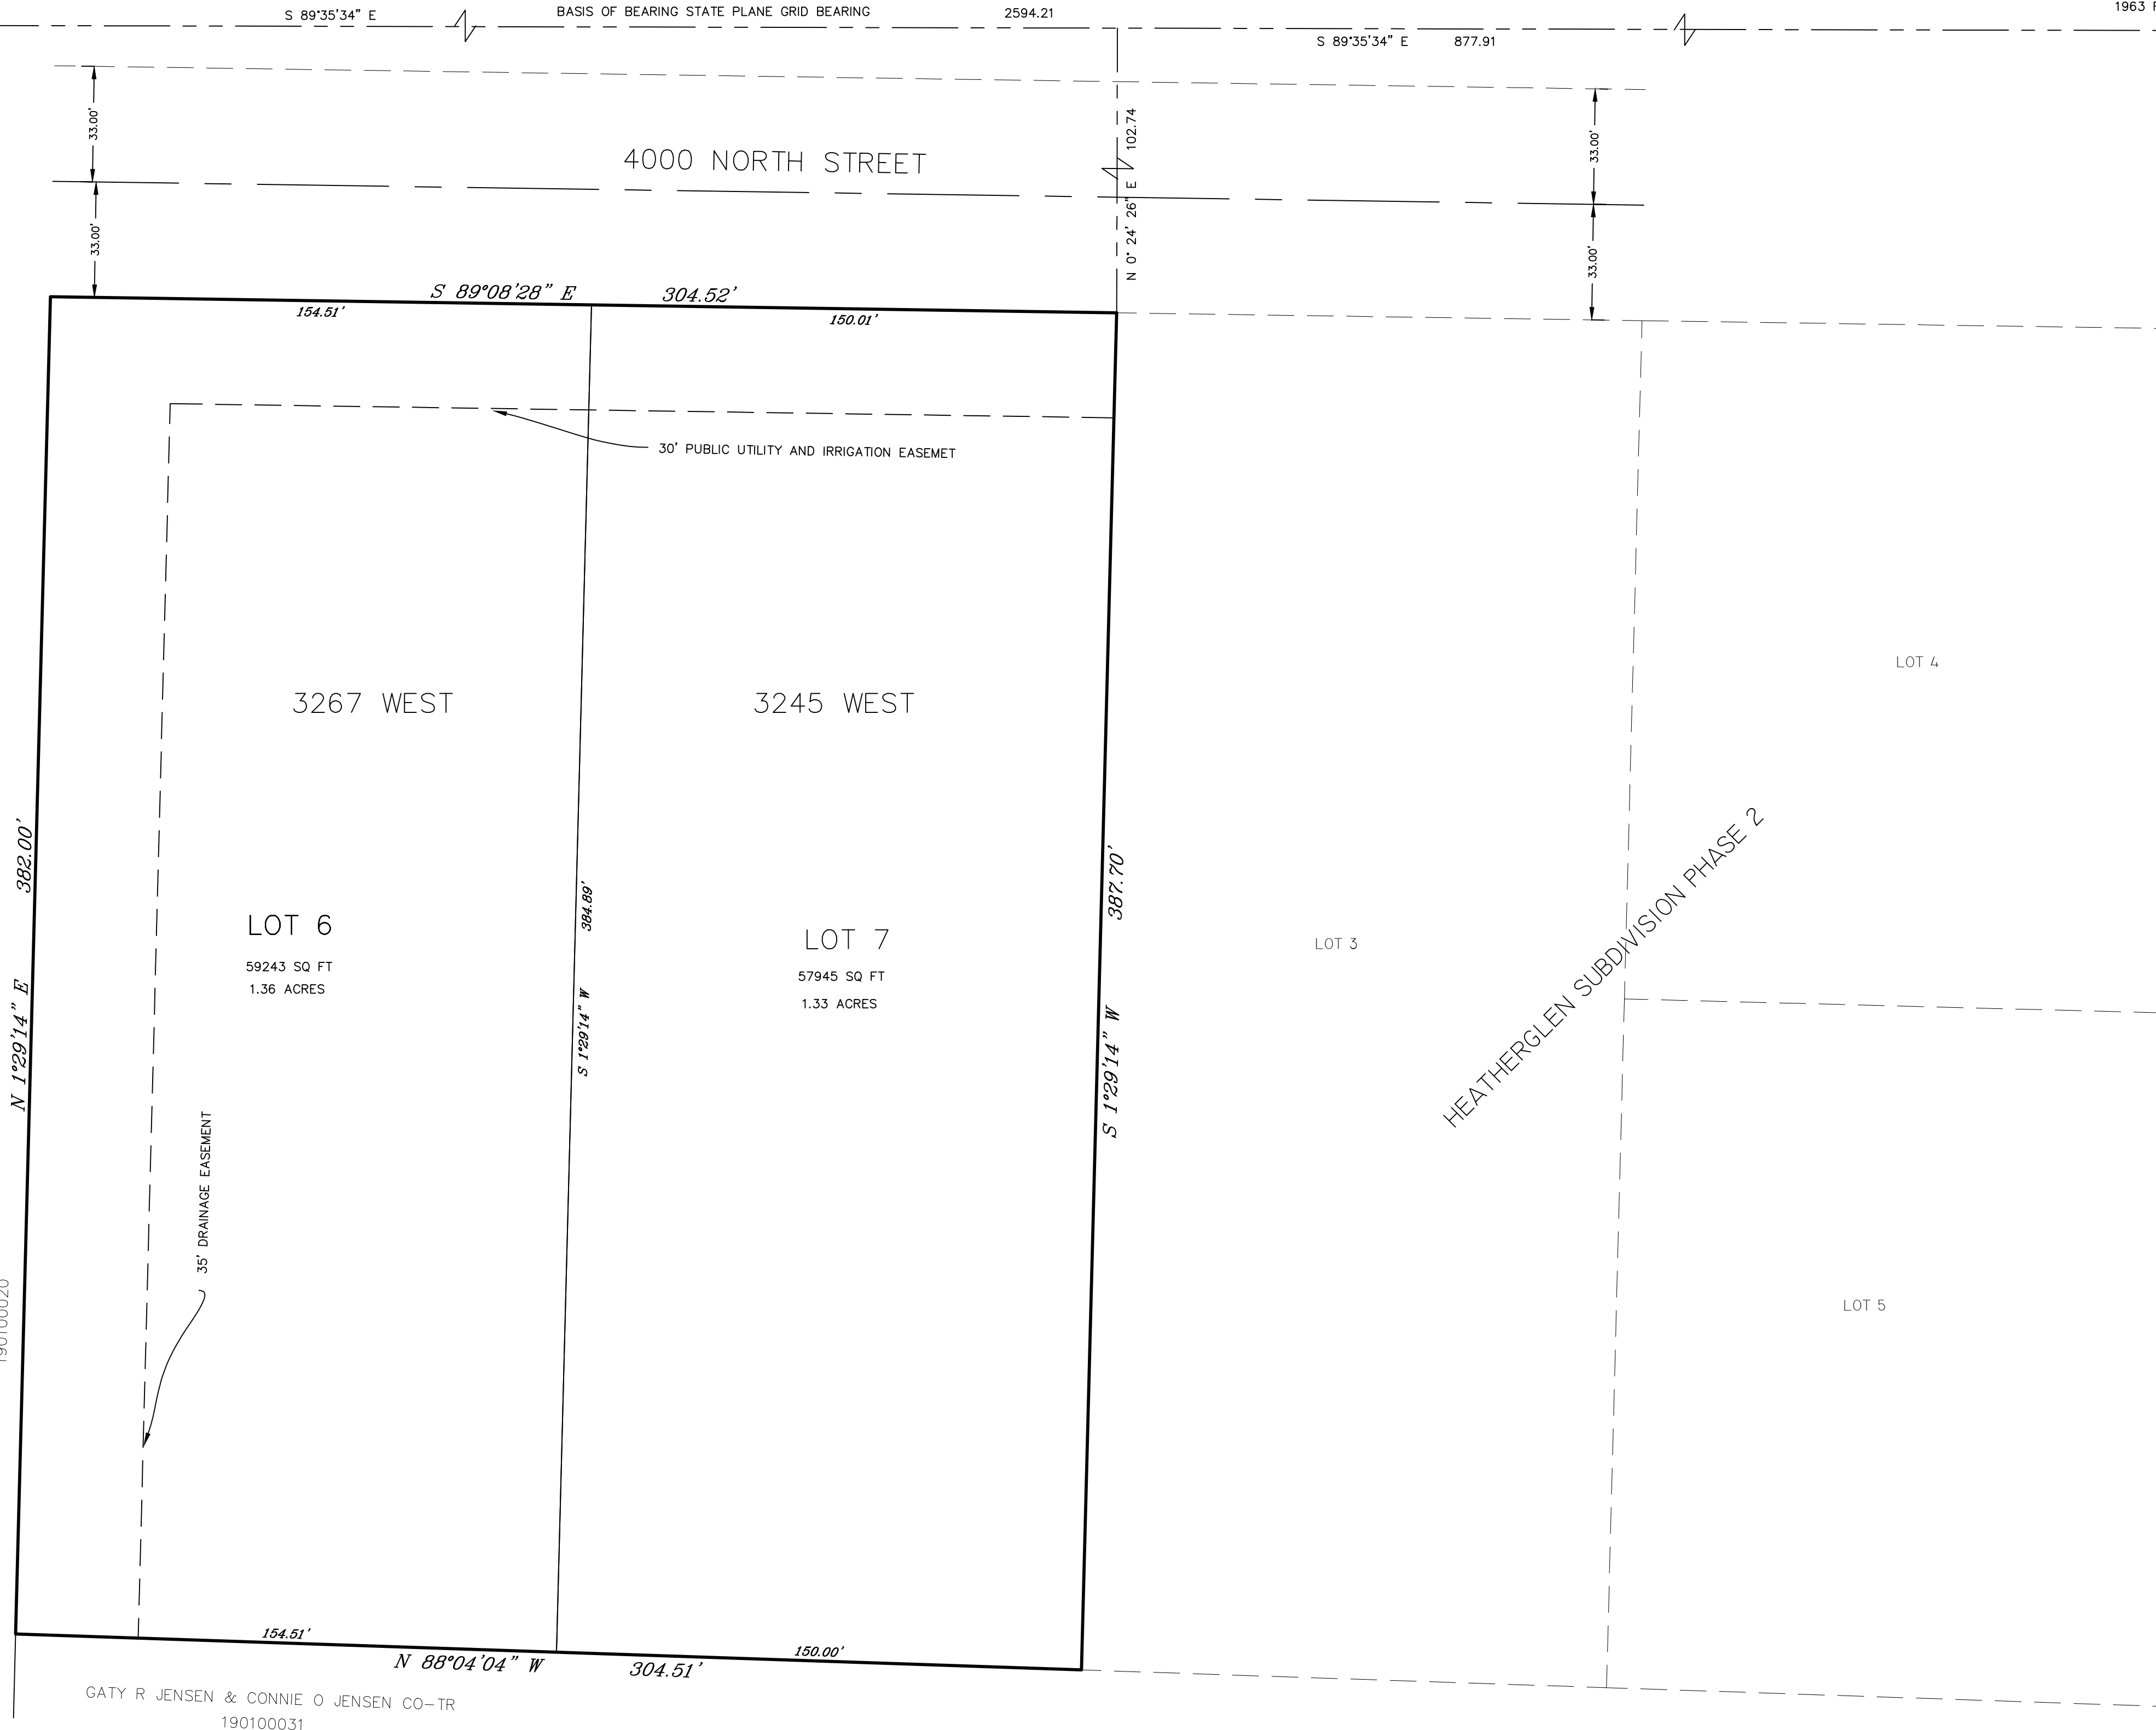 S 89°35'34" E
BASIS OF BEARING STATE PLANE GRID BEARING
2594.21
1963
S 89°35'34" E 877.91
33.00'
33.00'
4000 NORTH STREET
N 0° 24' 26" E 102.74
33.00'
33.00'
S 89°08'28" E 304.52'
154.51'
150.01'
30' PUBLIC UTILITY AND IRRIGATION EASEMET
3267 WEST
3245 WEST
LOT 4
N 1°29'14" E 382.00'
LOT 6
59243 SQ FT
1.36 ACRES
S 1°29'14" W 384.89'
LOT 7
57945 SQ FT
1.33 ACRES
S 1°29'14" W 387.70'
LOT 3
HEATHERGLEN SUBDIVISION PHASE 2
35' DRAINAGE EASEMENT
190100020
LOT 5
154.51'
150.00'
N 88°04'04" W 304.51'
GATY R JENSEN & CONNIE O JENSEN CO-TR
190100031